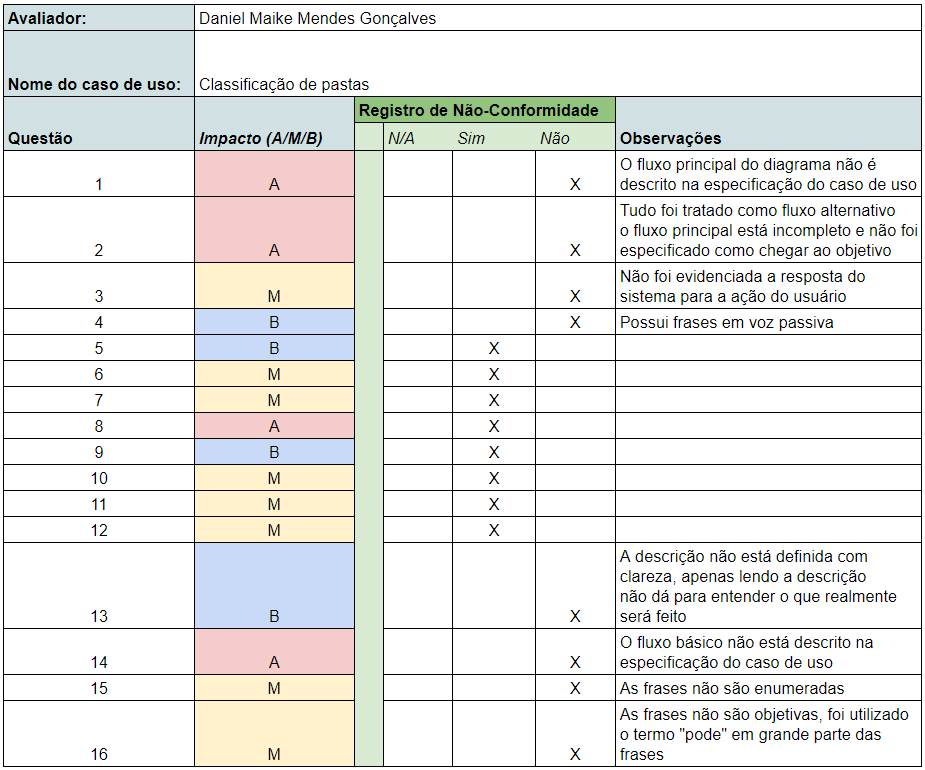 Avaliador: Daniel Maike Mendes Gonçalves
Nome do caso de uso: Classificação de pastas
Registro de Não-Conformidade
Questão Impacto (A/M/B) N/A Sim Não Observações
O fluxo principal do diagrama não é
1 A X descrito na especificação do caso de uso
Tudo foi tratado como fluxo alternativo
o fluxo principal está incompleto e não foi
2 A X especificado como chegar ao objetivo
Não foi evidenciada a resposta do
3 M X sistema para a ação do usuário
4 B X Possui frases em voz passiva
5 B X
6 M X
7 M X
8 A X
9 B X
10 M X
11 M X
12 M X
A descrição não está definida com
clareza, apenas lendo a descrição
não dá para entender o que realmente
13 B X será feito
O fluxo básico não está descrito na
14 A X especificação do caso de uso
15 M X As frases não são enumeradas
As frases não são objetivas, foi utilizado
o termo "pode" em grande parte das
16 M X frases